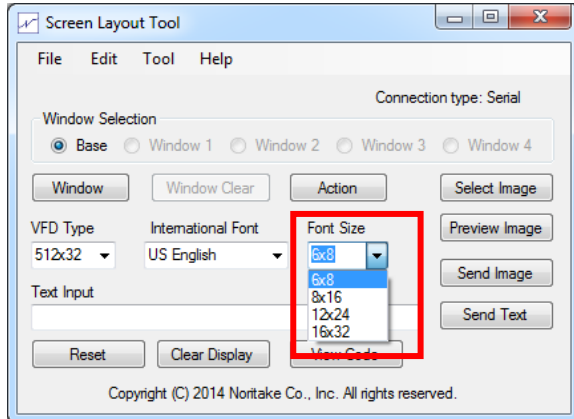 Screen Layout Tool
File Edit Tool Help
Connection type: Serial
Window Selection
Base Window 1 Window 2 Window 3 Window 4
Window Window Clear Action Select Image
VFD Type International Font Font Size Preview Image
512x32 US English 6x8
6x8
8x16
12x24
16x32
Send Image
Text Input
Send Text
Reset Clear Display View Code
Copyright (C) 2014 Noritake Co., Inc. All rights reserved.